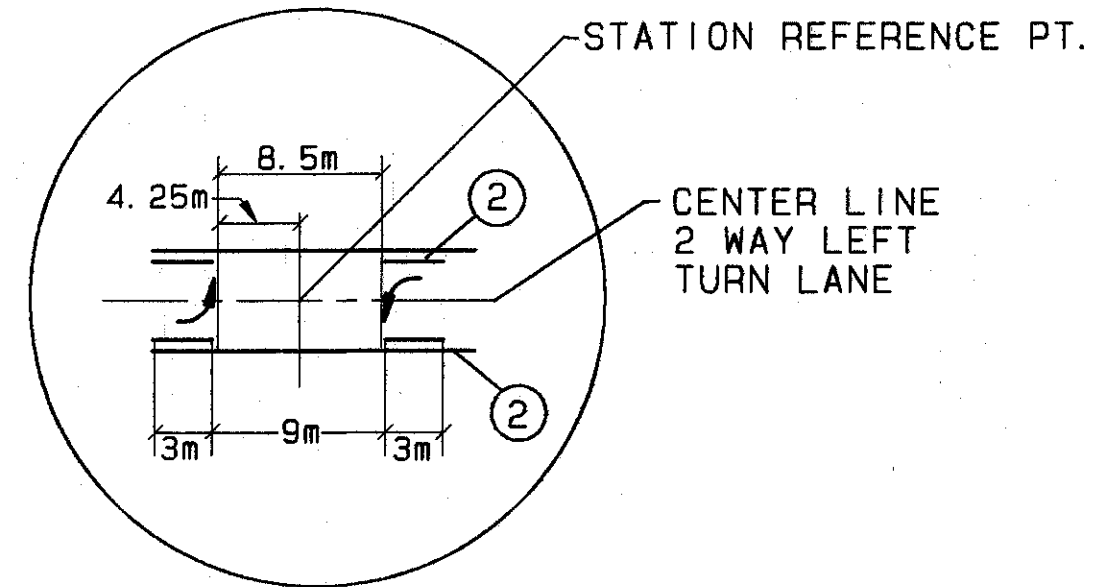 STATION REFERENCE PT.
8.5m
4.25m
2
CENTER LINE
2 WAY LEFT
TURN LANE
2
3m
9m
3m